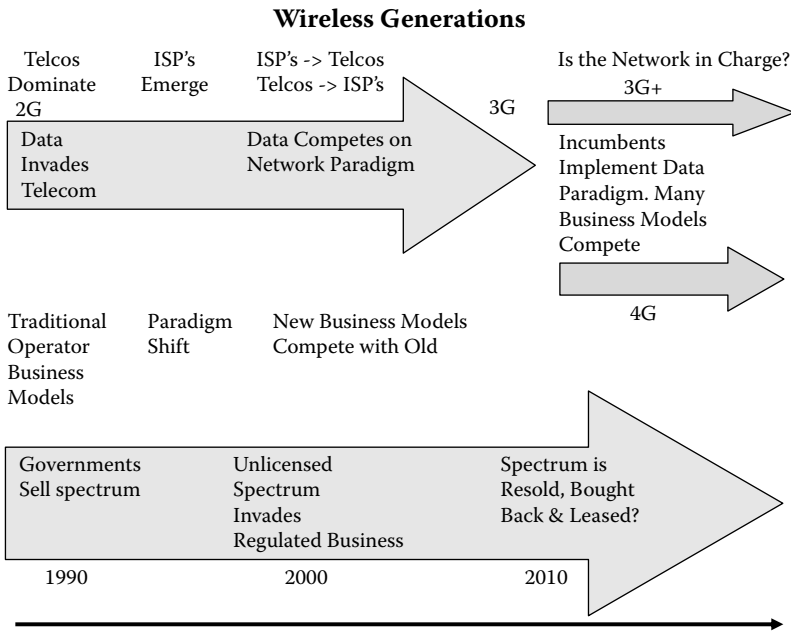 Wireless Generations
Telcos
Dominate
2G
ISP's
Emerge
ISP's -> Telcos
Telcos -> ISP's
3G
Is the Network in Charge?
3G+
Data
Invades
Telecom
Data Competes on
Network Paradigm
Incumbents
Implement Data
Paradigm. Many
Business Models
Compete
4G
Traditional
Operator
Business
Models
Paradigm
Shift
New Business Models
Compete with Old
Governments
Sell spectrum
Unlicensed
Spectrum
Invades
Regulated Business
Spectrum is
Resold, Bought
Back & Leased?
1990
2000
2010